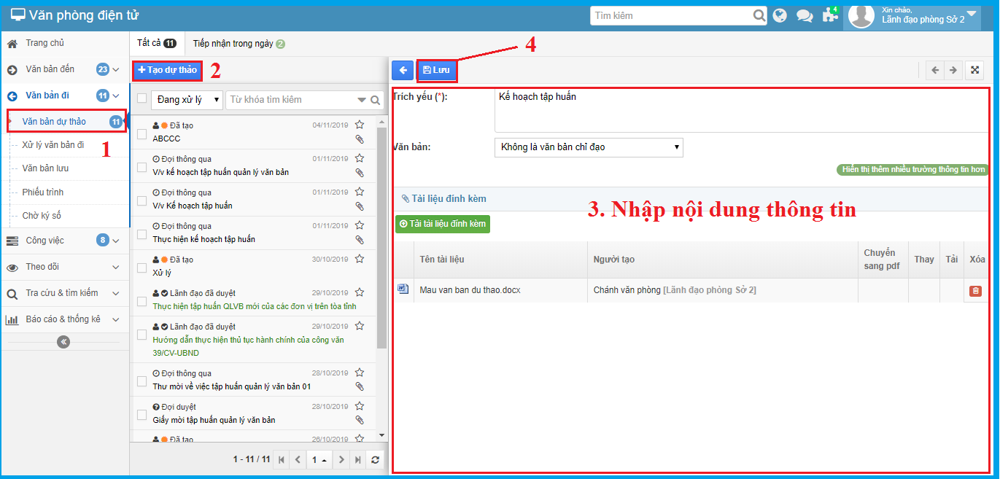 Văn phòng điện tử
Tìm kiếm
4
Xin chào,
Lãnh đạo phòng Sở 2
Trang chủ
Văn bản đến 23
Văn bản đi 11
Văn bản dự thảo 11
1
Xử lý văn bản đi
Văn bản lưu
Phiếu trình
Chờ ký số
Công việc 8
Theo dõi
Tra cứu & tìm kiếm
Báo cáo & thống kê
Tất cả 11
Tiếp nhận trong ngày 2
Tạo dự thảo
2
Đang xử lý
Từ khóa tìm kiếm
Đã tạo 04/11/2019
ABCCC
Đợi thông qua 01/11/2019
V/v kế hoạch tập huấn quản lý văn bản
Đợi thông qua 01/11/2019
V/v Kế hoạch tập huấn
Đợi thông qua 01/11/2019
Thực hiện kế hoạch tập huấn
Đã tạo 30/10/2019
Xử lý
Lãnh đạo đã duyệt 29/10/2019
Thực hiện tập huấn QLVB mới của các đơn vị trên tòa tỉnh
Lãnh đạo đã duyệt 29/10/2019
Hướng dẫn thực hiện thủ tục hành chính của công văn
39/CV-UBND
Đợi thông qua 28/10/2019
Thư mời về việc tập huấn quản lý văn bản 01
Đợi duyệt 28/10/2019
Giấy mời tập huấn quản lý văn bản
Đã tạo 26/10/2019
1 - 11 / 11
1
Lưu
4
Trích yếu (*):
Kế hoạch tập huấn
Văn bản:
Không là văn bản chỉ đạo
Hiển thị thêm nhiều trường thông tin hơn
Tài liệu đính kèm
3. Nhập nội dung thông tin
Tải tài liệu đính kèm
Tên tài liệu
Người tạo
Chuyển
sang pdf
Thay
Tải
Xóa
Mau van ban du thao.docx
Chánh văn phòng [Lãnh đạo phòng Sở 2]